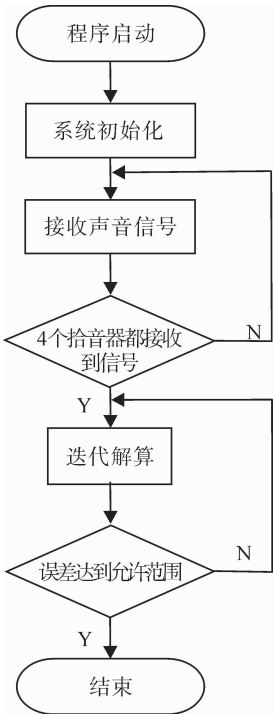 程序启动
系统初始化
接收声音信号
4个拾音器都接收
到信号
N
Y
迭代解算
误差达到允许范围
N
Y
结束